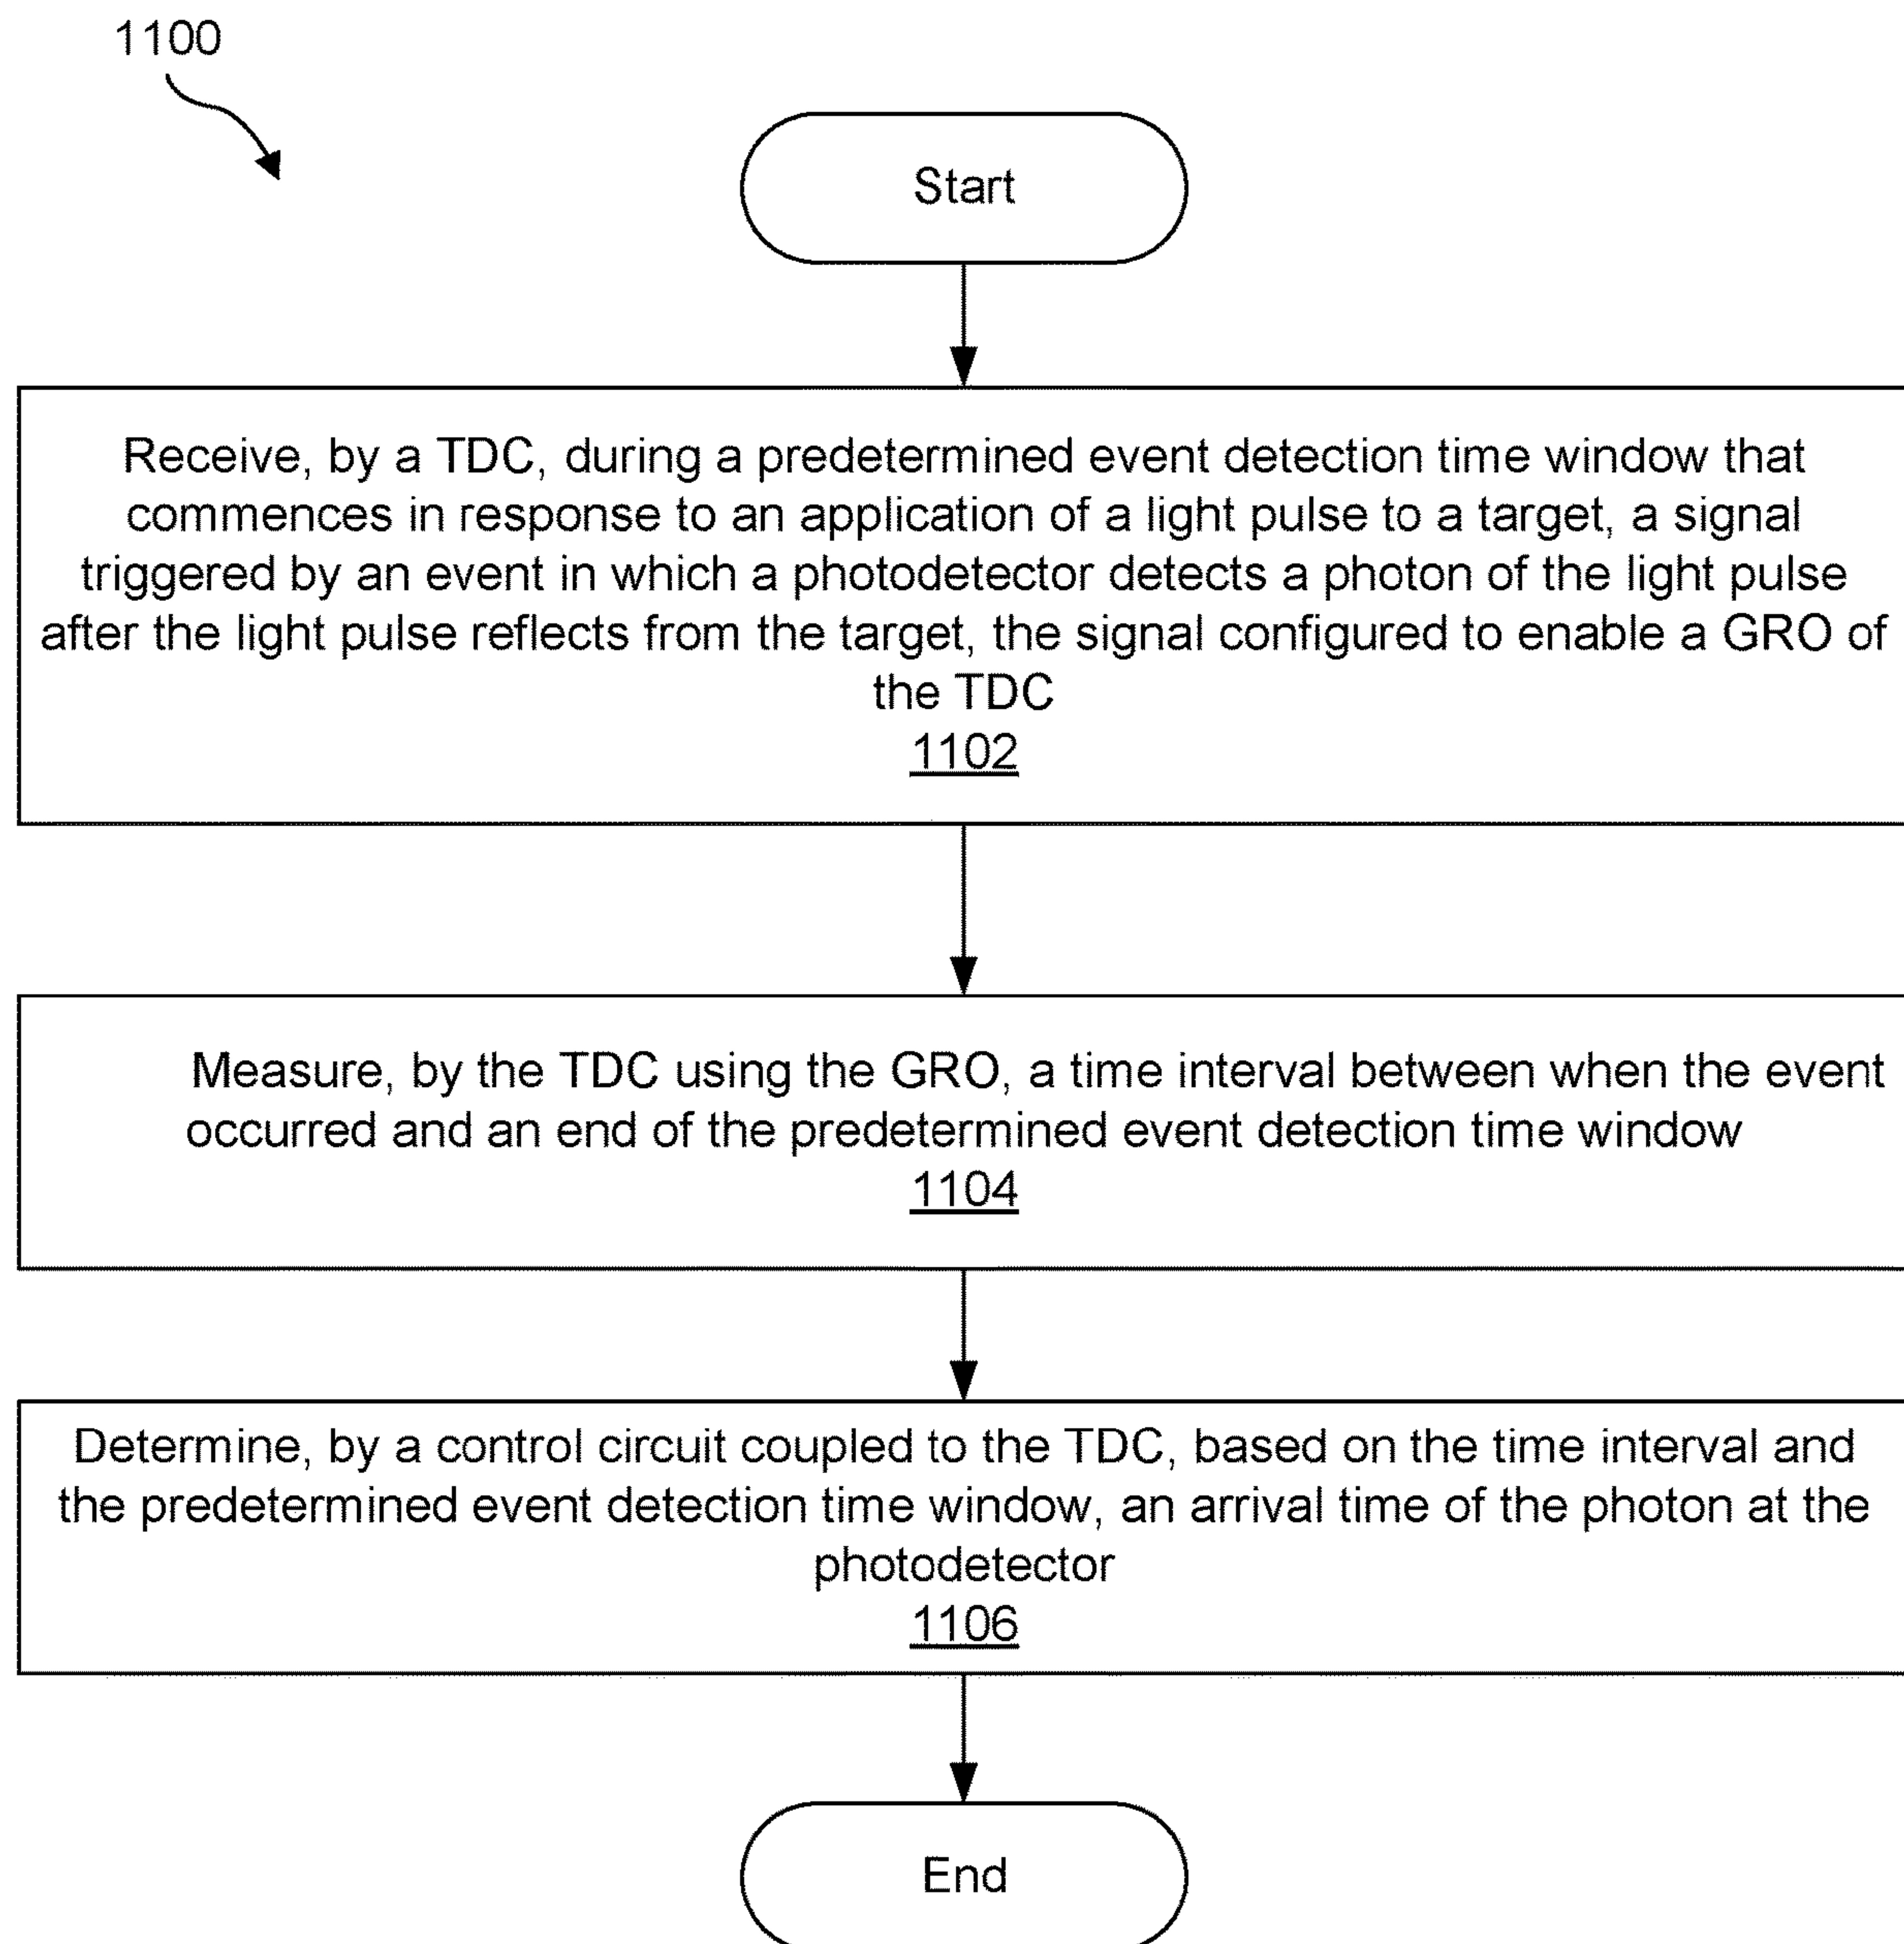 1100
Start
Receive, by a TDC, during a predetermined event detection time window that
commences in response to an application of a light pulse to a target, a signal
triggered by an event in which a photodetector detects a photon of the light pulse
after the light pulse reflects from the target, the signal configured to enable a GRO of
the TDC
1102
Measure, by the TDC using the GRO, a time interval between when the event
occurred and an end of the predetermined event detection time window
1104
Determine, by a control circuit coupled to the TDC, based on the time interval and
the predetermined event detection time window, an arrival time of the photon at the
photodetector
1106
End